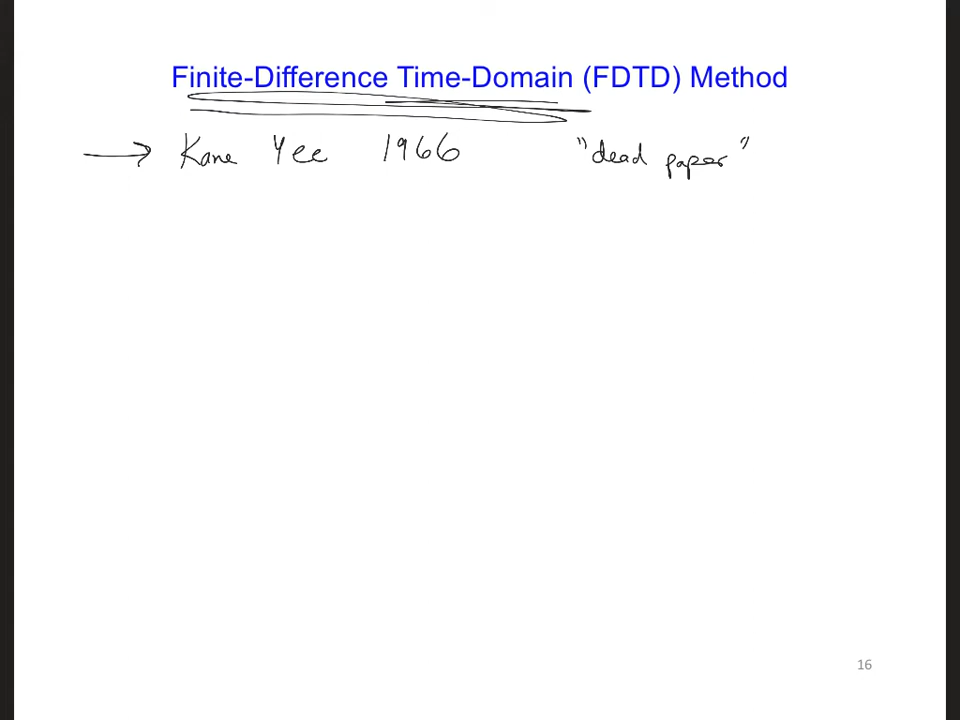 Finite-Difference Time-Domain (FDTD) Method
→ Kane Yee 1966 "dead paper"
16